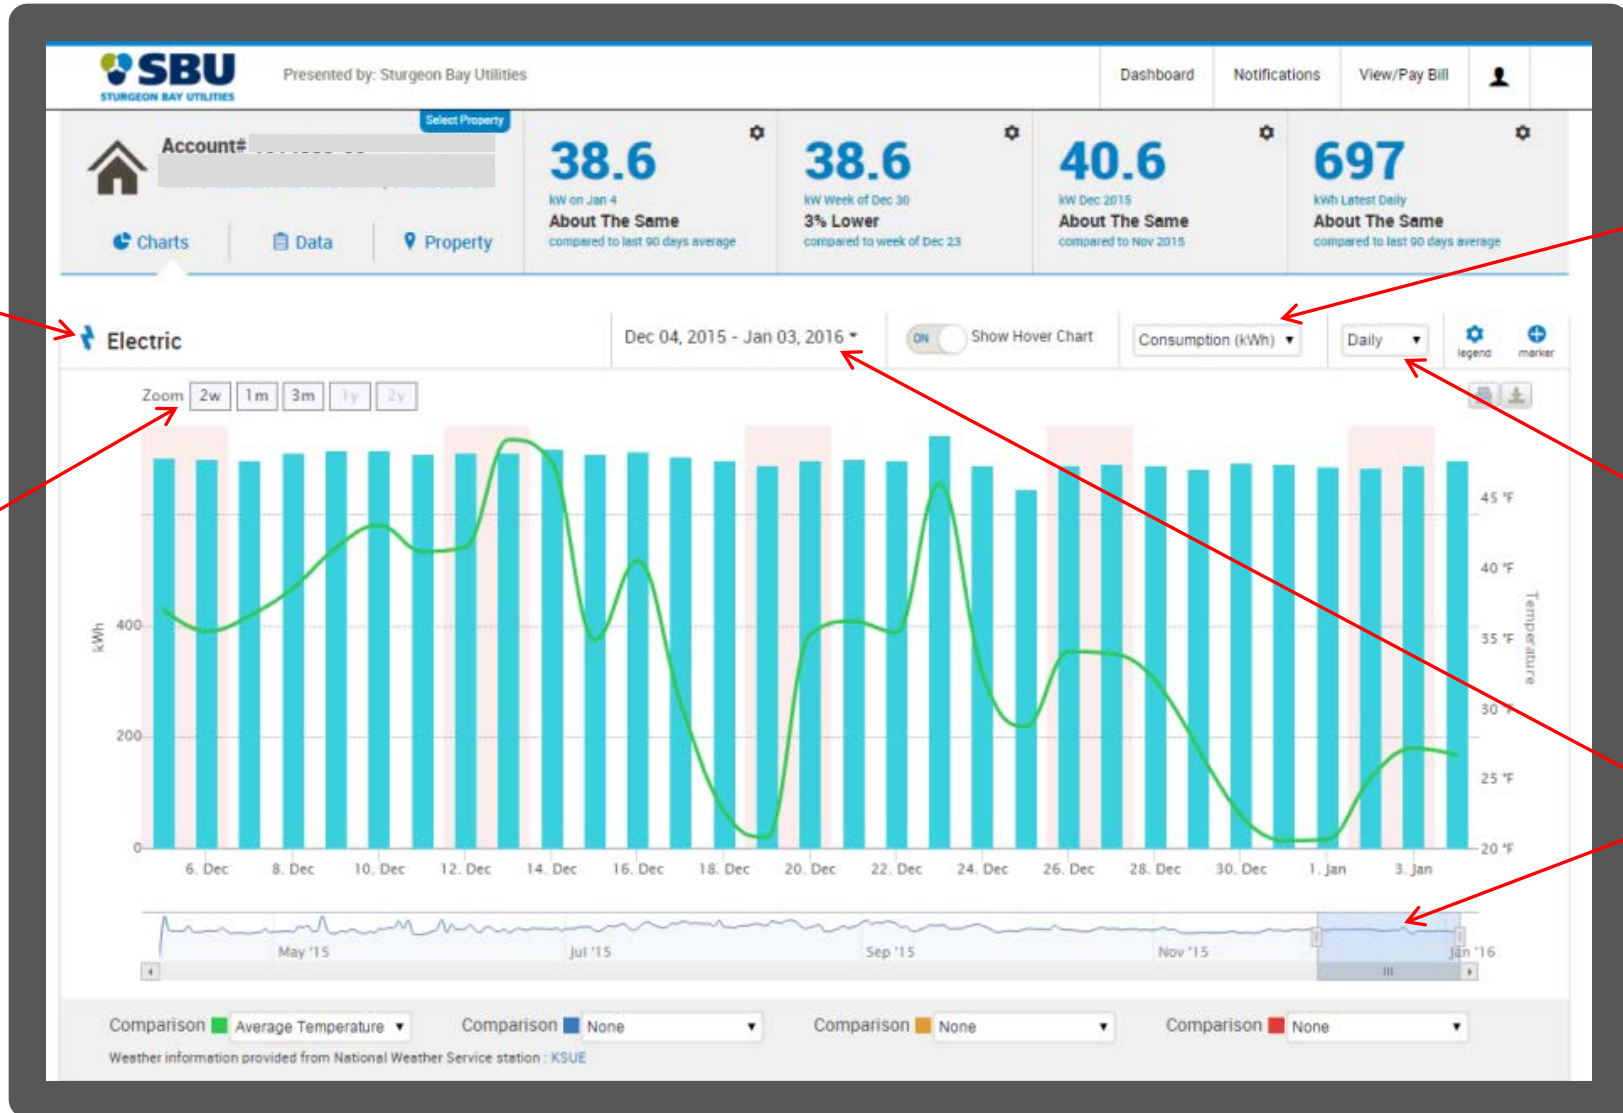 SBU
STURGEON BAY UTILITIES
Presented by: Sturgeon Bay Utilities
Dashboard Notifications View/Pay Bill
Select Property
Account#
Charts Data Property
38.6
kW on Jan 4
About The Same
compared to last 90 days average
38.6
kW Week of Dec 30
3% Lower
compared to week of Dec 23
40.6
kW Dec 2015
About The Same
compared to Nov 2015
697
kWh Latest Daily
About The Same
compared to last 90 days average
Electric
Dec 04, 2015 - Jan 03, 2016
ON Show Hover Chart
Consumption (kWh)
Daily
legend
marker
Zoom 2w 1m 3m 1y 2y
45 °F
40 °F
35 °F
30 °F
25 °F
20 °F
Temperature
kWh
400
200
0
6. Dec 8. Dec 10. Dec 12. Dec 14. Dec 16. Dec 18. Dec 20. Dec 22. Dec 24. Dec 26. Dec 28. Dec 30. Dec 1. Jan 3. Jan
May '15 Jul '15 Sep '15 Nov '15 Jan '16
Comparison Average Temperature Comparison None Comparison None Comparison None
Weather information provided from National Weather Service station : KSUE